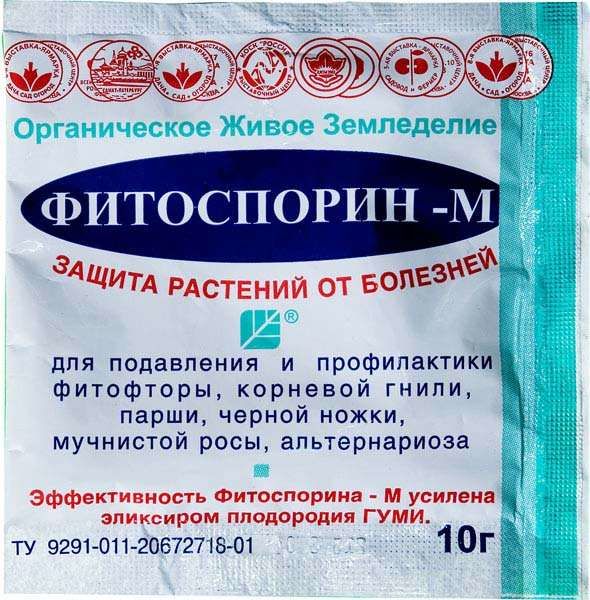 Органическое Живое Земледелие
ФИТОСПОРИН -М
ЗАЩИТА РАСТЕНИЙ ОТ БОЛЕЗНЕЙ
®
для подавления и профилактики
фитофторы, корневой гнили,
парши, черной ножки,
мучнистой росы, альтернариоза
Эффективность Фитоспорина - М усилена
эликсиром плодородия ГУМИ.
ТУ 9291-011-20672718-01 10г